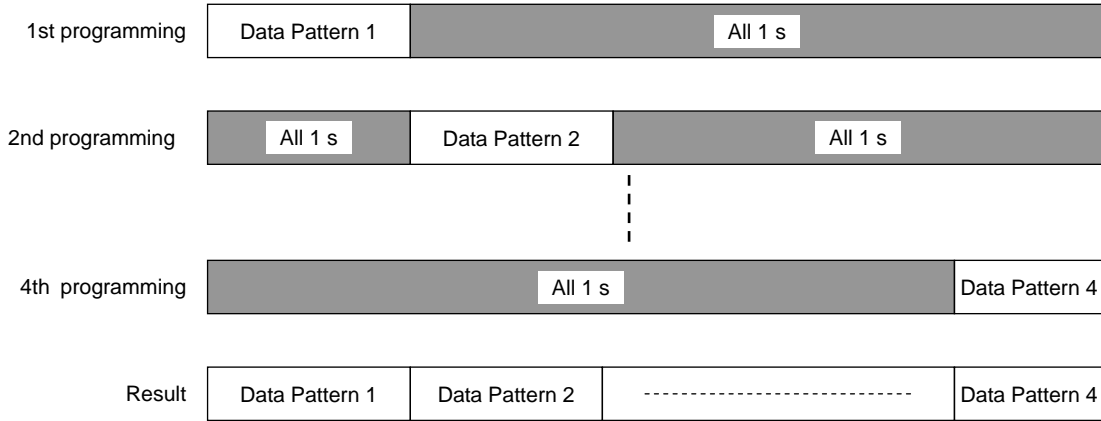 1st programming
Data Pattern 1
All 1 s
2nd programming
All 1 s
Data Pattern 2
All 1 s
4th programming
All 1 s
Data Pattern 4
Result
Data Pattern 1
Data Pattern 2
Data Pattern 4